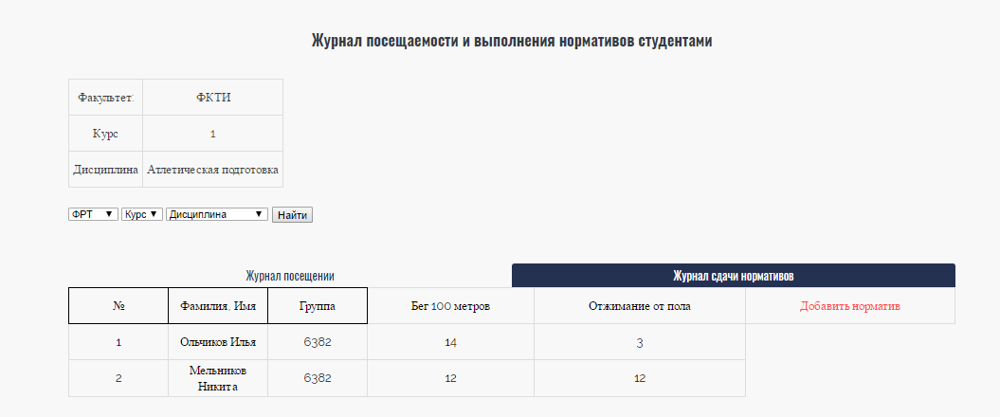 Журнал посещаемости и выполнения нормативов студентами
Факультет: ФКТИ
Курс 1
Дисциплина Атлетическая подготовка
ФРТ Курс Дисциплина Найти
Журнал посещении Журнал сдачи нормативов
№ Фамилия, Имя Группа Бег 100 метров Отжимание от пола Добавить норматив
1 Ольчиков Илья 6382 14 3
2 Мельников Никита 6382 12 12